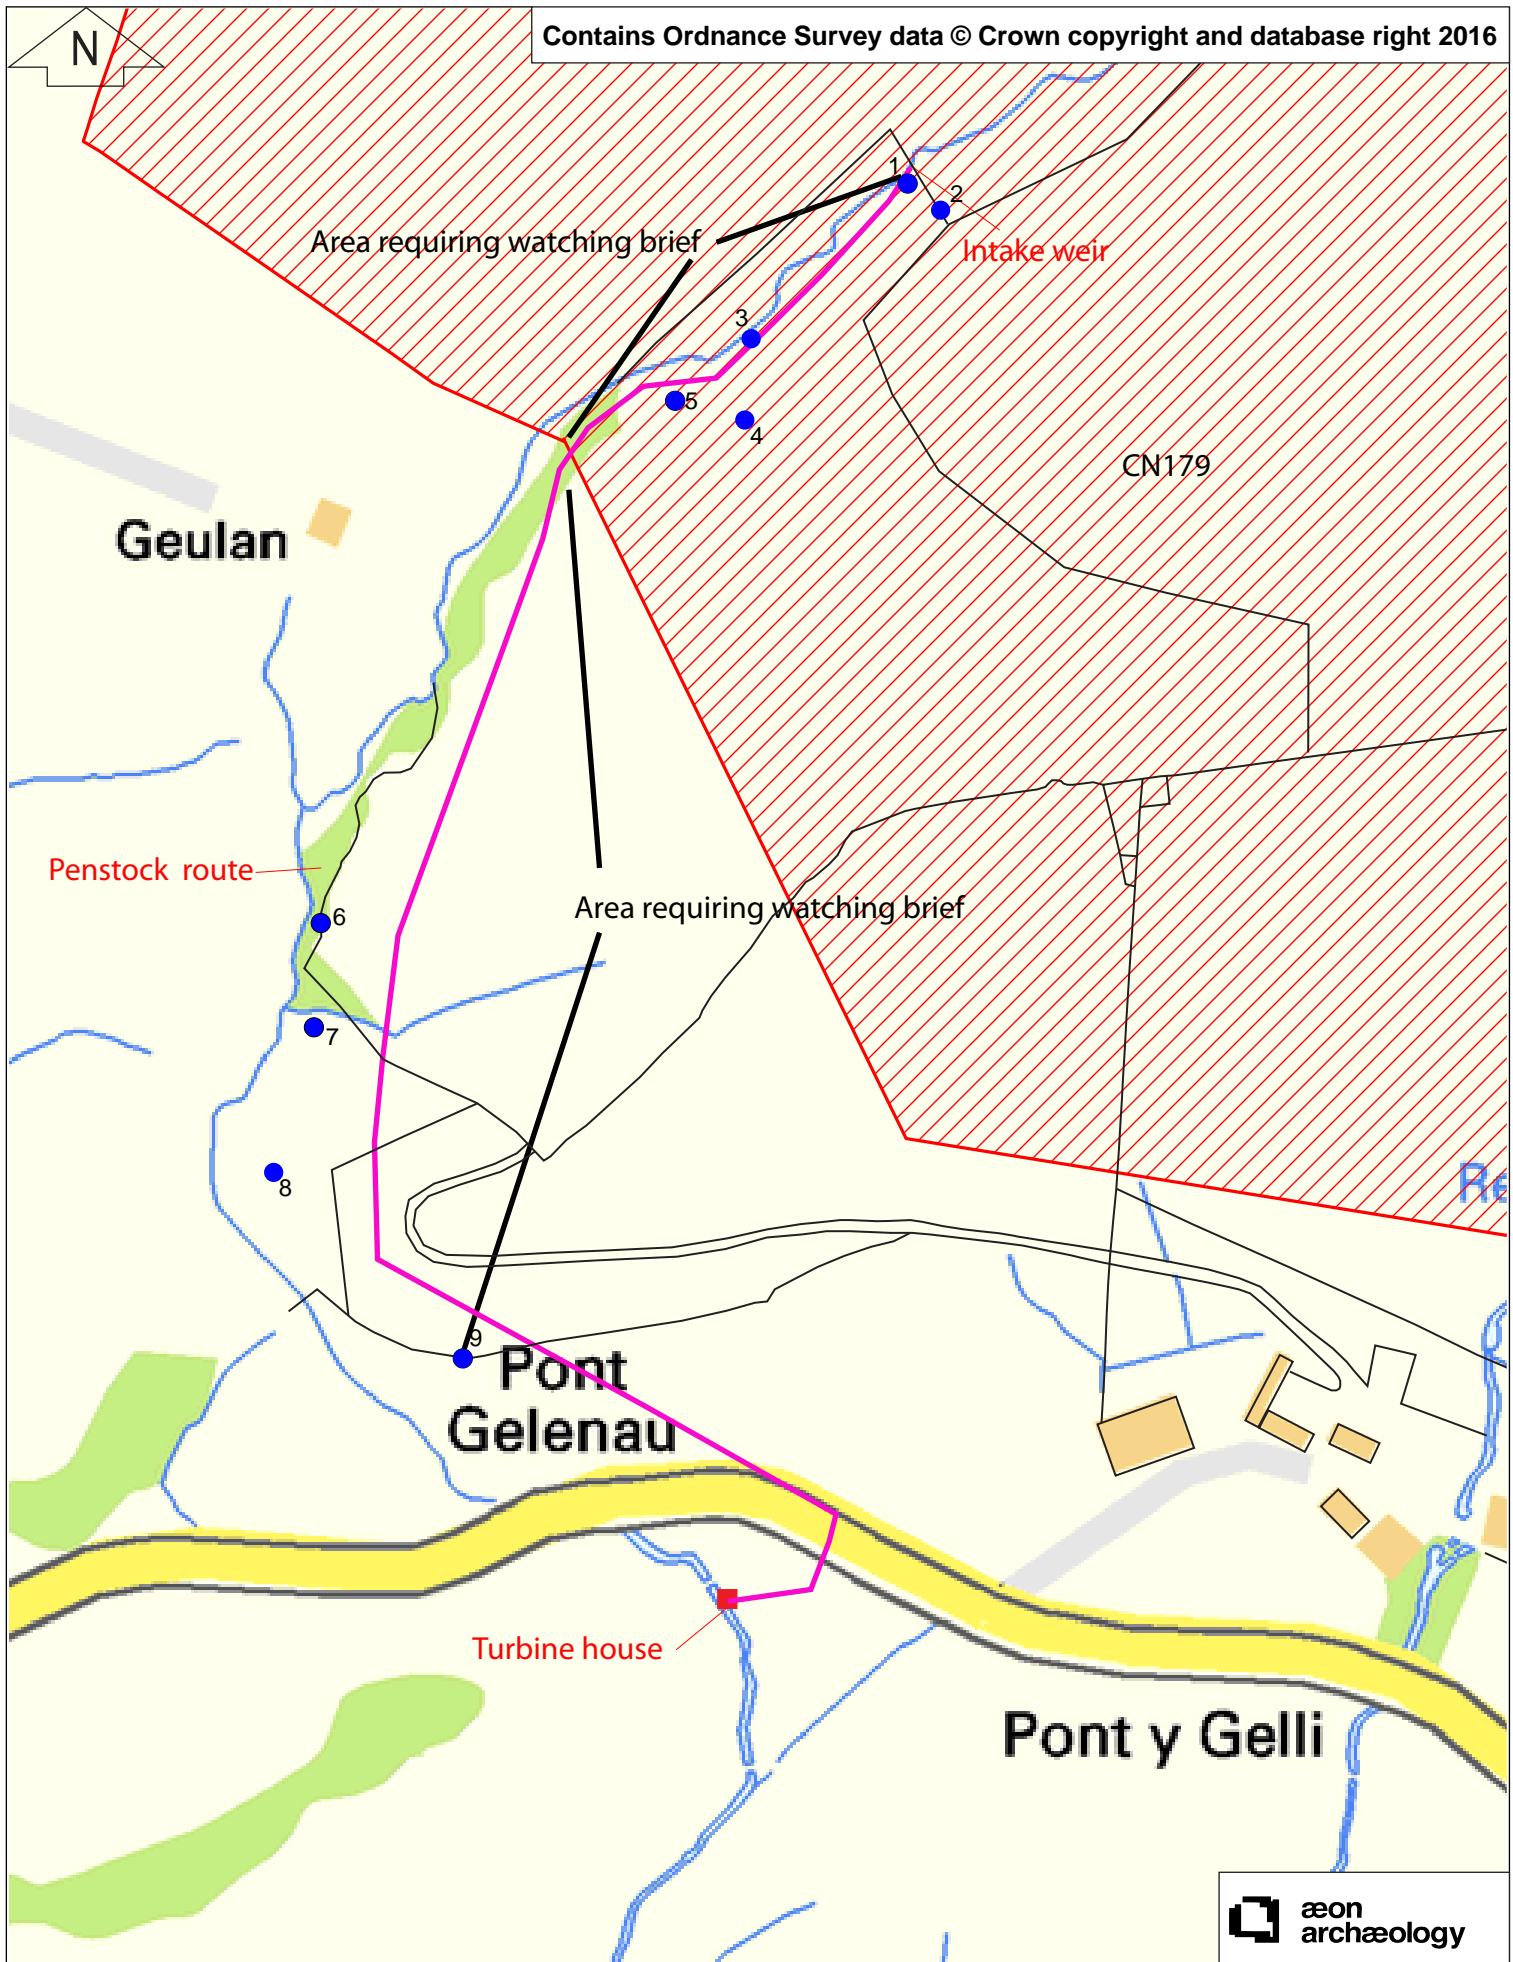 N
Contains Ordnance Survey data © Crown copyright and database right 2016
1
2
Area requiring watching brief
Intake weir
3
5
4
CN179
Geulan
Penstock route
6
Area requiring watching brief
7
8
Re
9
Pont
Gelenau
Turbine house
Pont y Gelli
æon
archæology